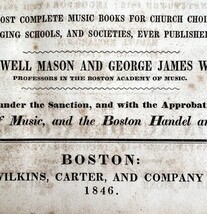 OST COMPLETE MUSIC BOOKS FOR CHURCH CHOI
GING SCHOOLS, AND SOCIETIES, EVER PUBLISHE
WELL MASON AND GEORGE JAMES W
PROFESSORS IN THE BOSTON ACADEMY OF MUSIC.
under the Sanction, and with the Approbat
f Music, and the Boston Handel an
BOSTON:
WILKINS, CARTER, AND COMPANY
1846.